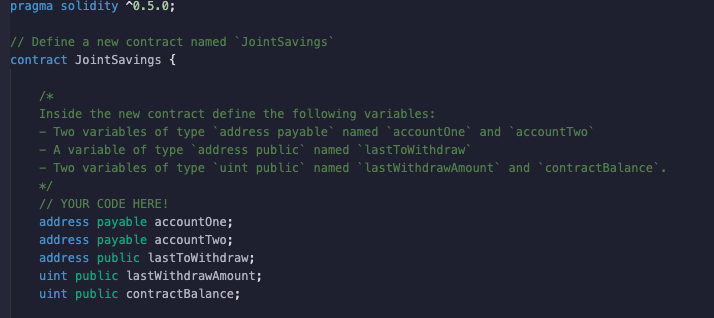 pragma solidity ^0.5.0;
// Define a new contract named `JointSavings`
contract JointSavings {
/*
Inside the new contract define the following variables:
- Two variables of type `address payable` named `accountOne` and `accountTwo`
- A variable of type `address public` named `lastToWithdraw`
- Two variables of type `uint public` named `lastWithdrawAmount` and `contractBalance`.
*/
// YOUR CODE HERE!
address payable accountOne;
address payable accountTwo;
address public lastToWithdraw;
uint public lastWithdrawAmount;
uint public contractBalance;